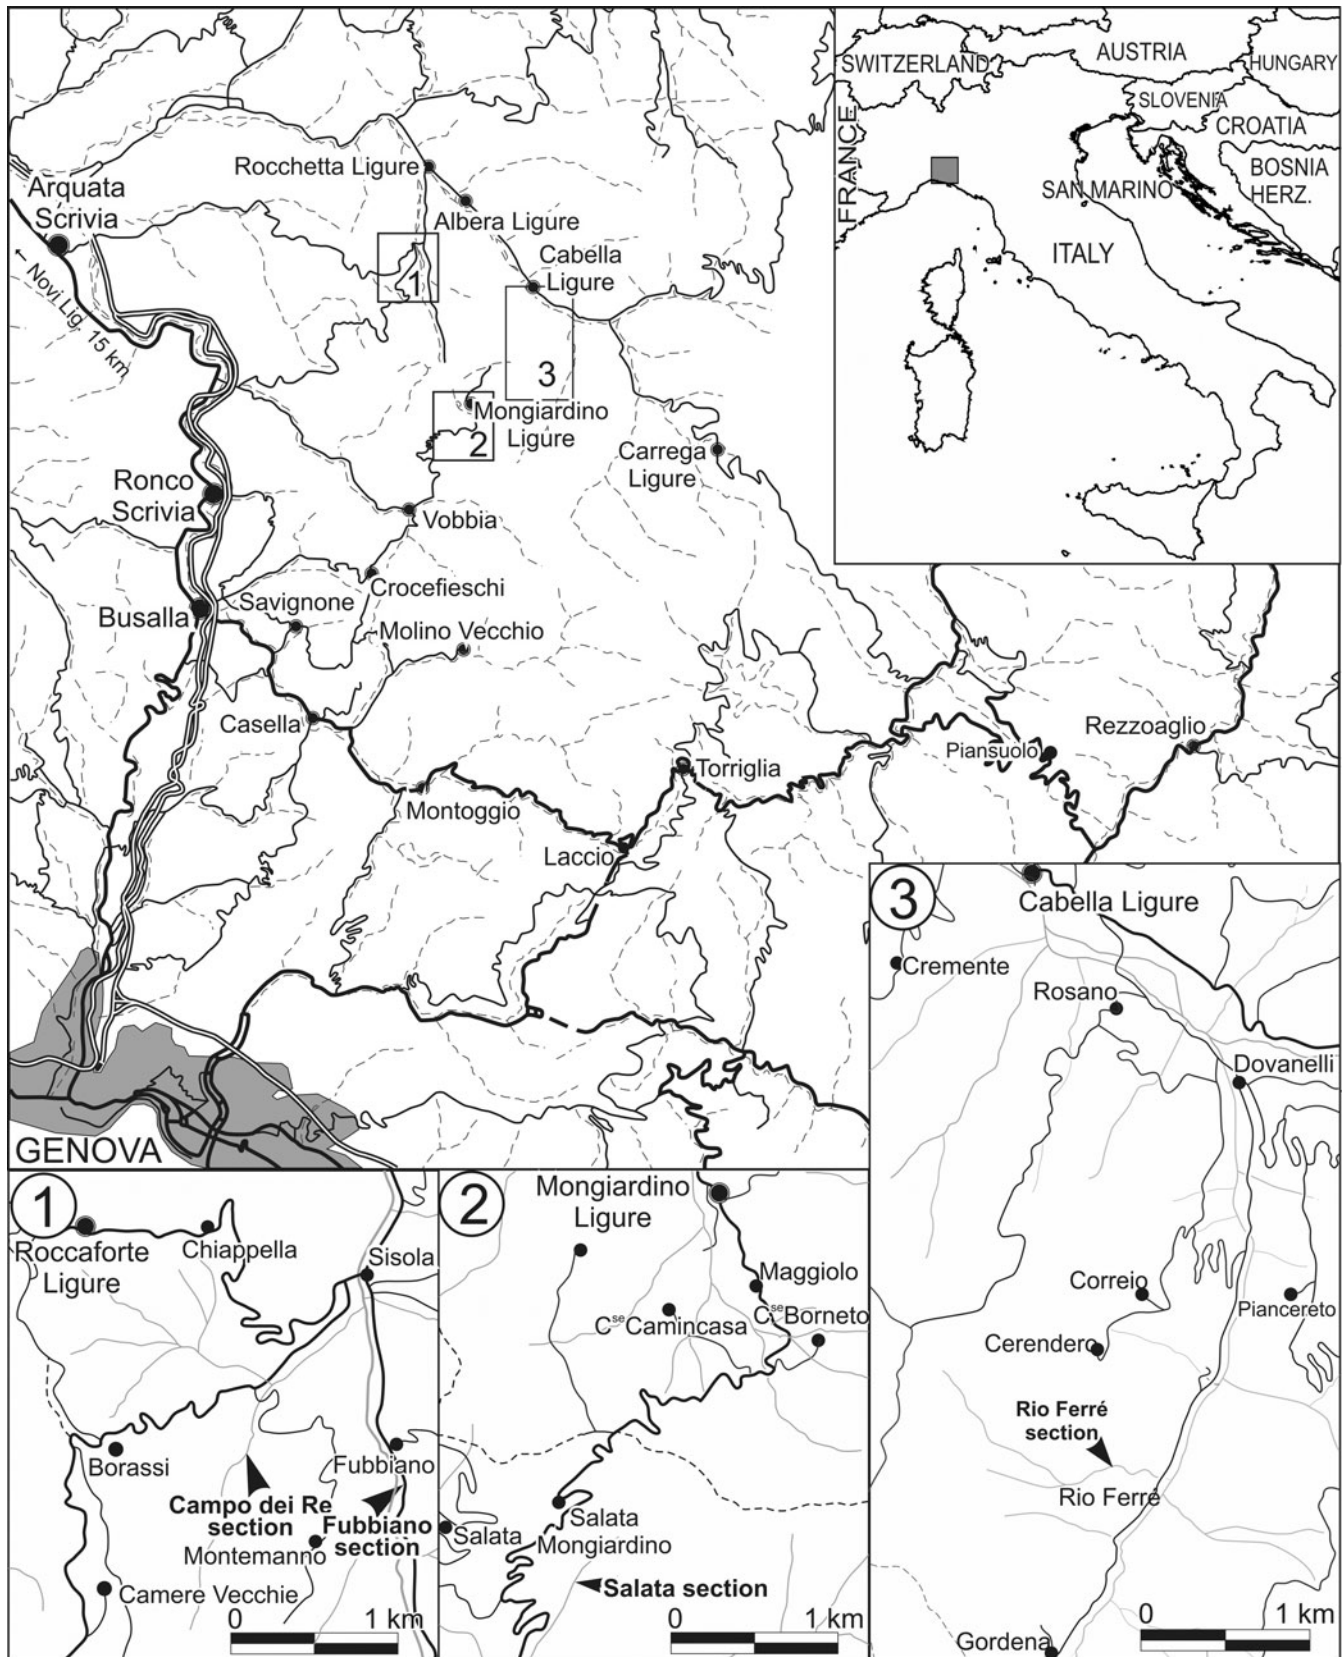 SWITZERLAND
AUSTRIA
HUNGARY
SLOVENIA
CROATIA
BOSNIA
HERZ.
FRANCE
SAN MARINO
ITALY
Rocchetta Ligure
Arquata
Scrivia
Albera Ligure
← Novi Lig. 15 km
Cabella
Ligure
1
3
Mongiardino
Ligure
2
Carrega
Ligure
Ronco
Scrivia
Vobbia
Crocefieschi
Savignone
Busalla
Molino Vecchio
Casella
Torriglia
Piansuolo
Rezzoaglio
Montoggio
Laccio
GENOVA
1
Roccaforte
Ligure
Chiappella
Sisola
Borassi
Fubbiano
Campo dei Re
section
Fubbiano
section
Montemanno
Salata
Camere Vecchie
0 1 km
2
Mongiardino
Ligure
Maggiolo
Cse Camincasa
Cse Borneto
Salata
Mongiardino
Salata section
0 1 km
3
Cabella Ligure
Cremente
Rosano
Dovanelli
Correio
Piancereto
Cerendero
Rio Ferré
section
Rio Ferré
Gordena
0 1 km